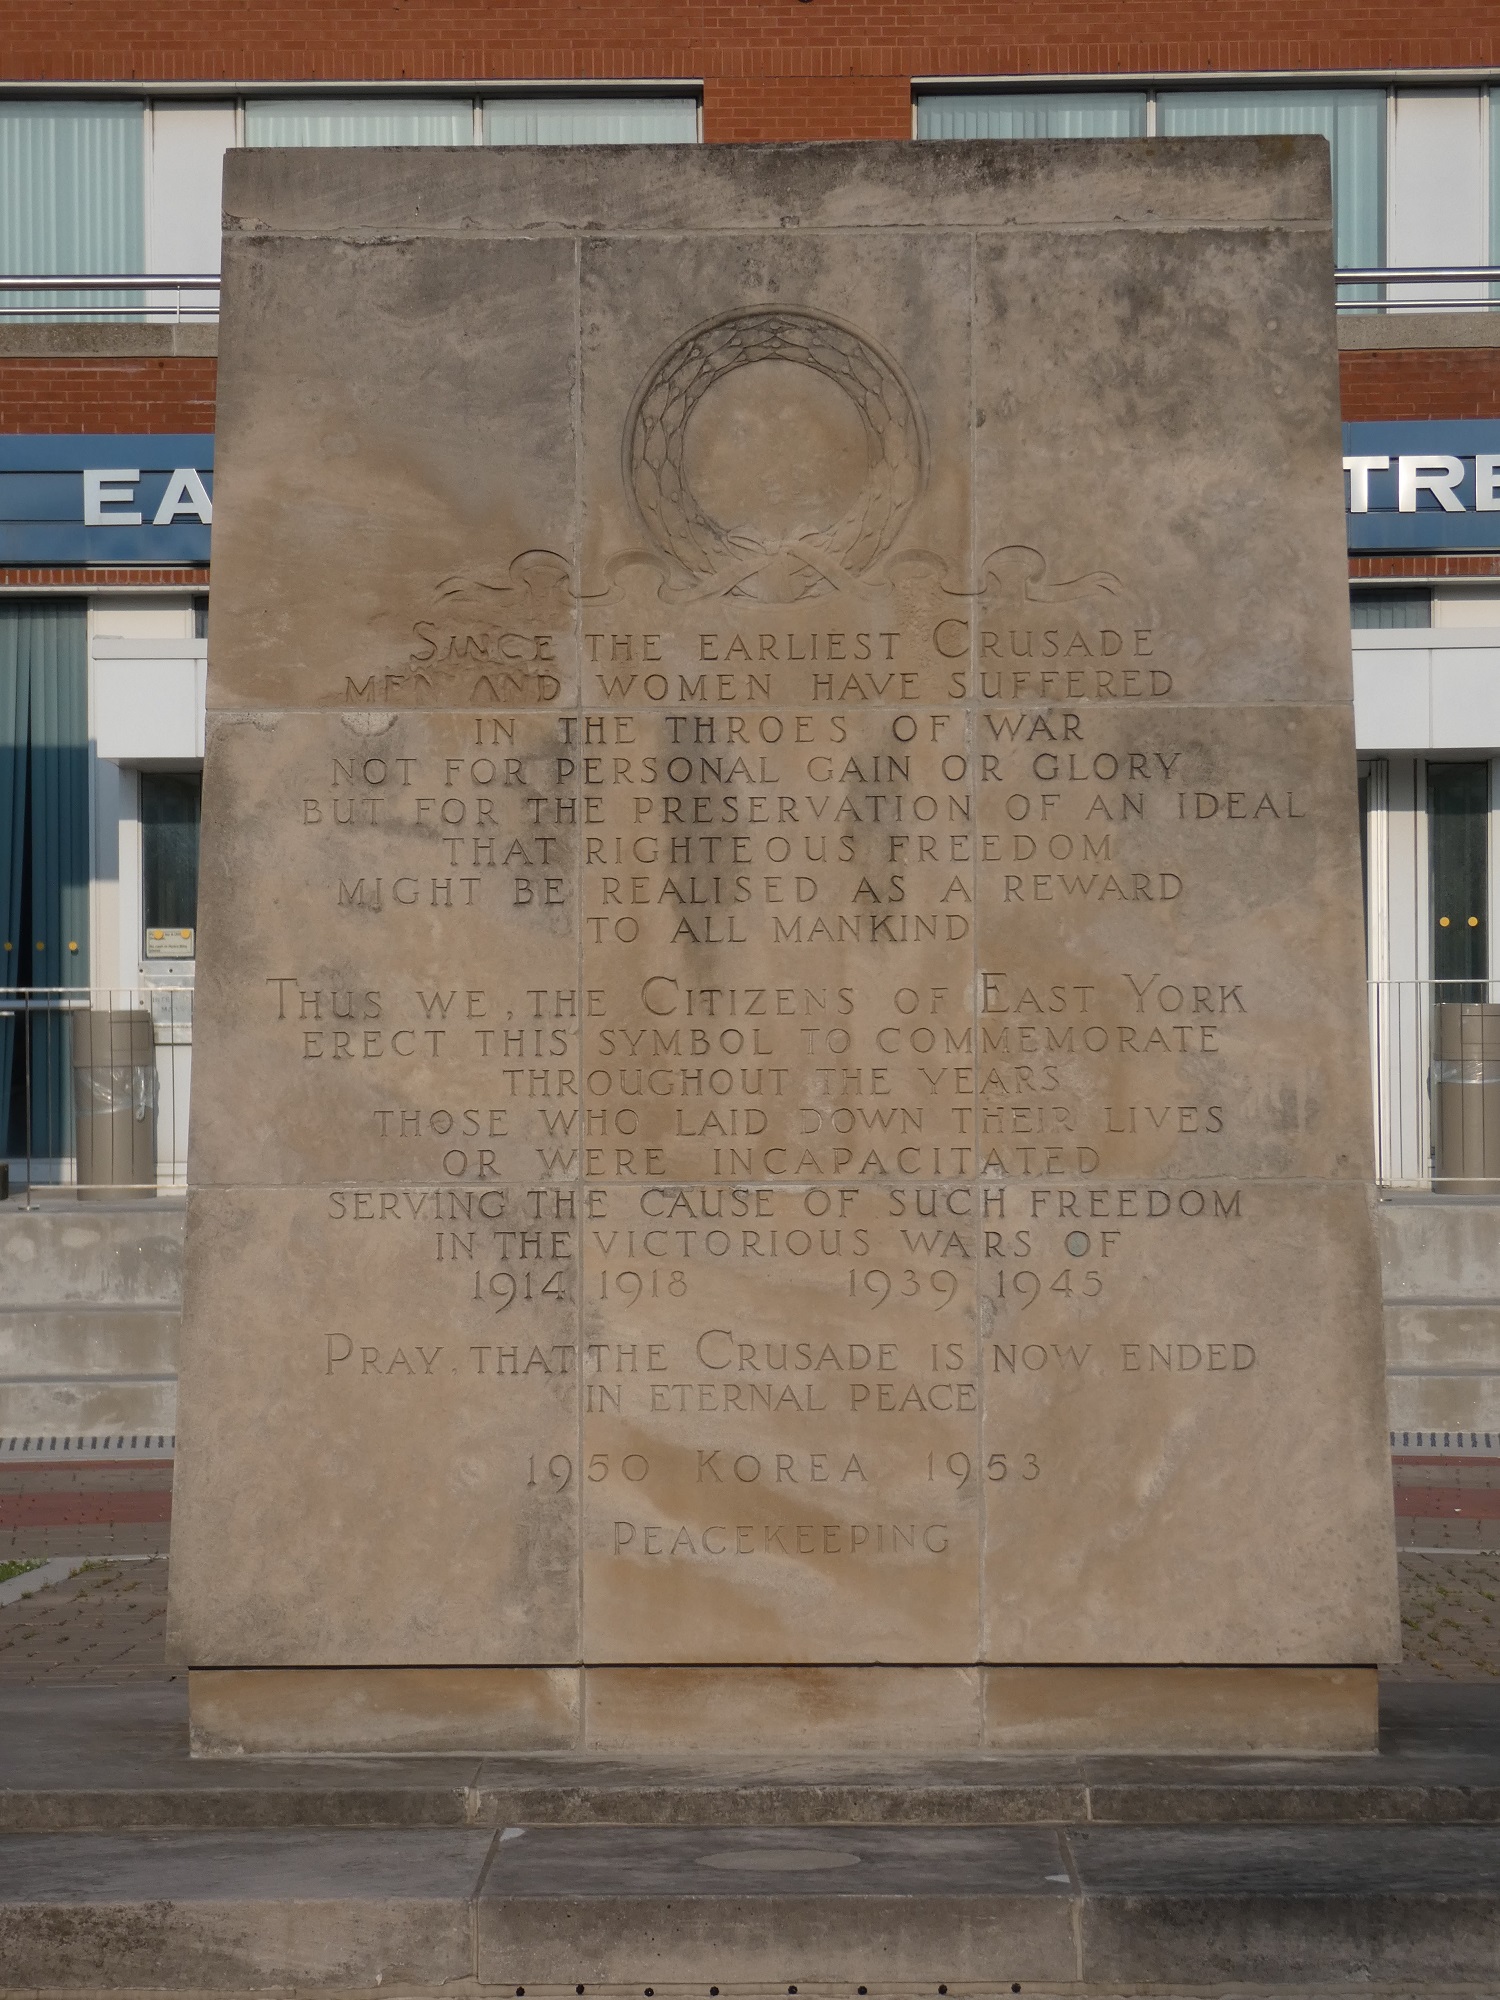 EA
TRE
SINCE THE EARLIEST CRUSADE
MEN AND WOMEN HAVE SUFFERED
IN THE THROES OF WAR
NOT FOR PERSONAL GAIN OR GLORY
BUT FOR THE PRESERVATION OF AN IDEAL
THAT RIGHTEOUS FREEDOM
MIGHT BE REALISED AS A REWARD
TO ALL MANKIND
THUS WE, THE CITIZENS OF EAST YORK
ERECT THIS SYMBOL TO COMMEMORATE
THROUGHOUT THE YEARS
THOSE WHO LAID DOWN THEIR LIVES
OR WERE INCAPACITATED
SERVING THE CAUSE OF SUCH FREEDOM
IN THE VICTORIOUS WARS OF
1914 1918 1939 1945
PRAY, THAT THE CRUSADE IS NOW ENDED
IN ETERNAL PEACE
1950 KOREA 1953
PEACEKEEPING